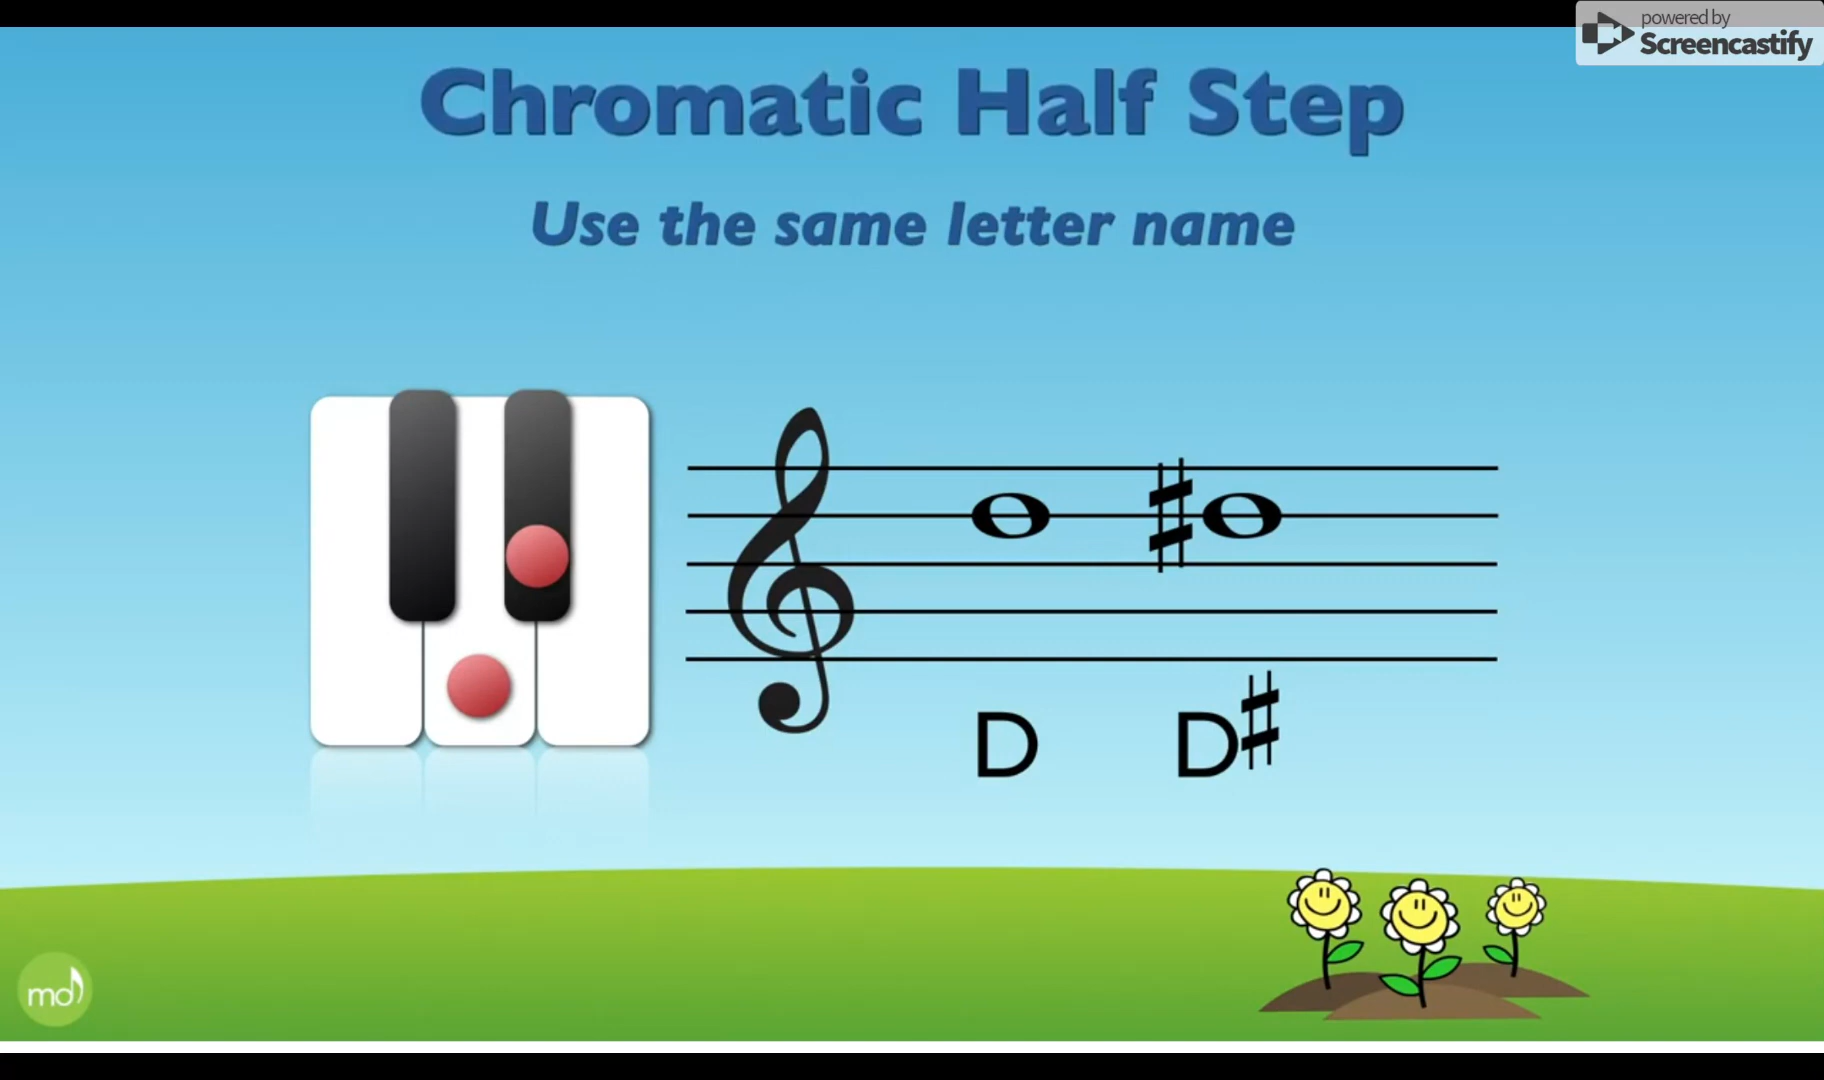 powered by
Screencastify
Chromatic Half Step
Use the same letter name
D D♯
md